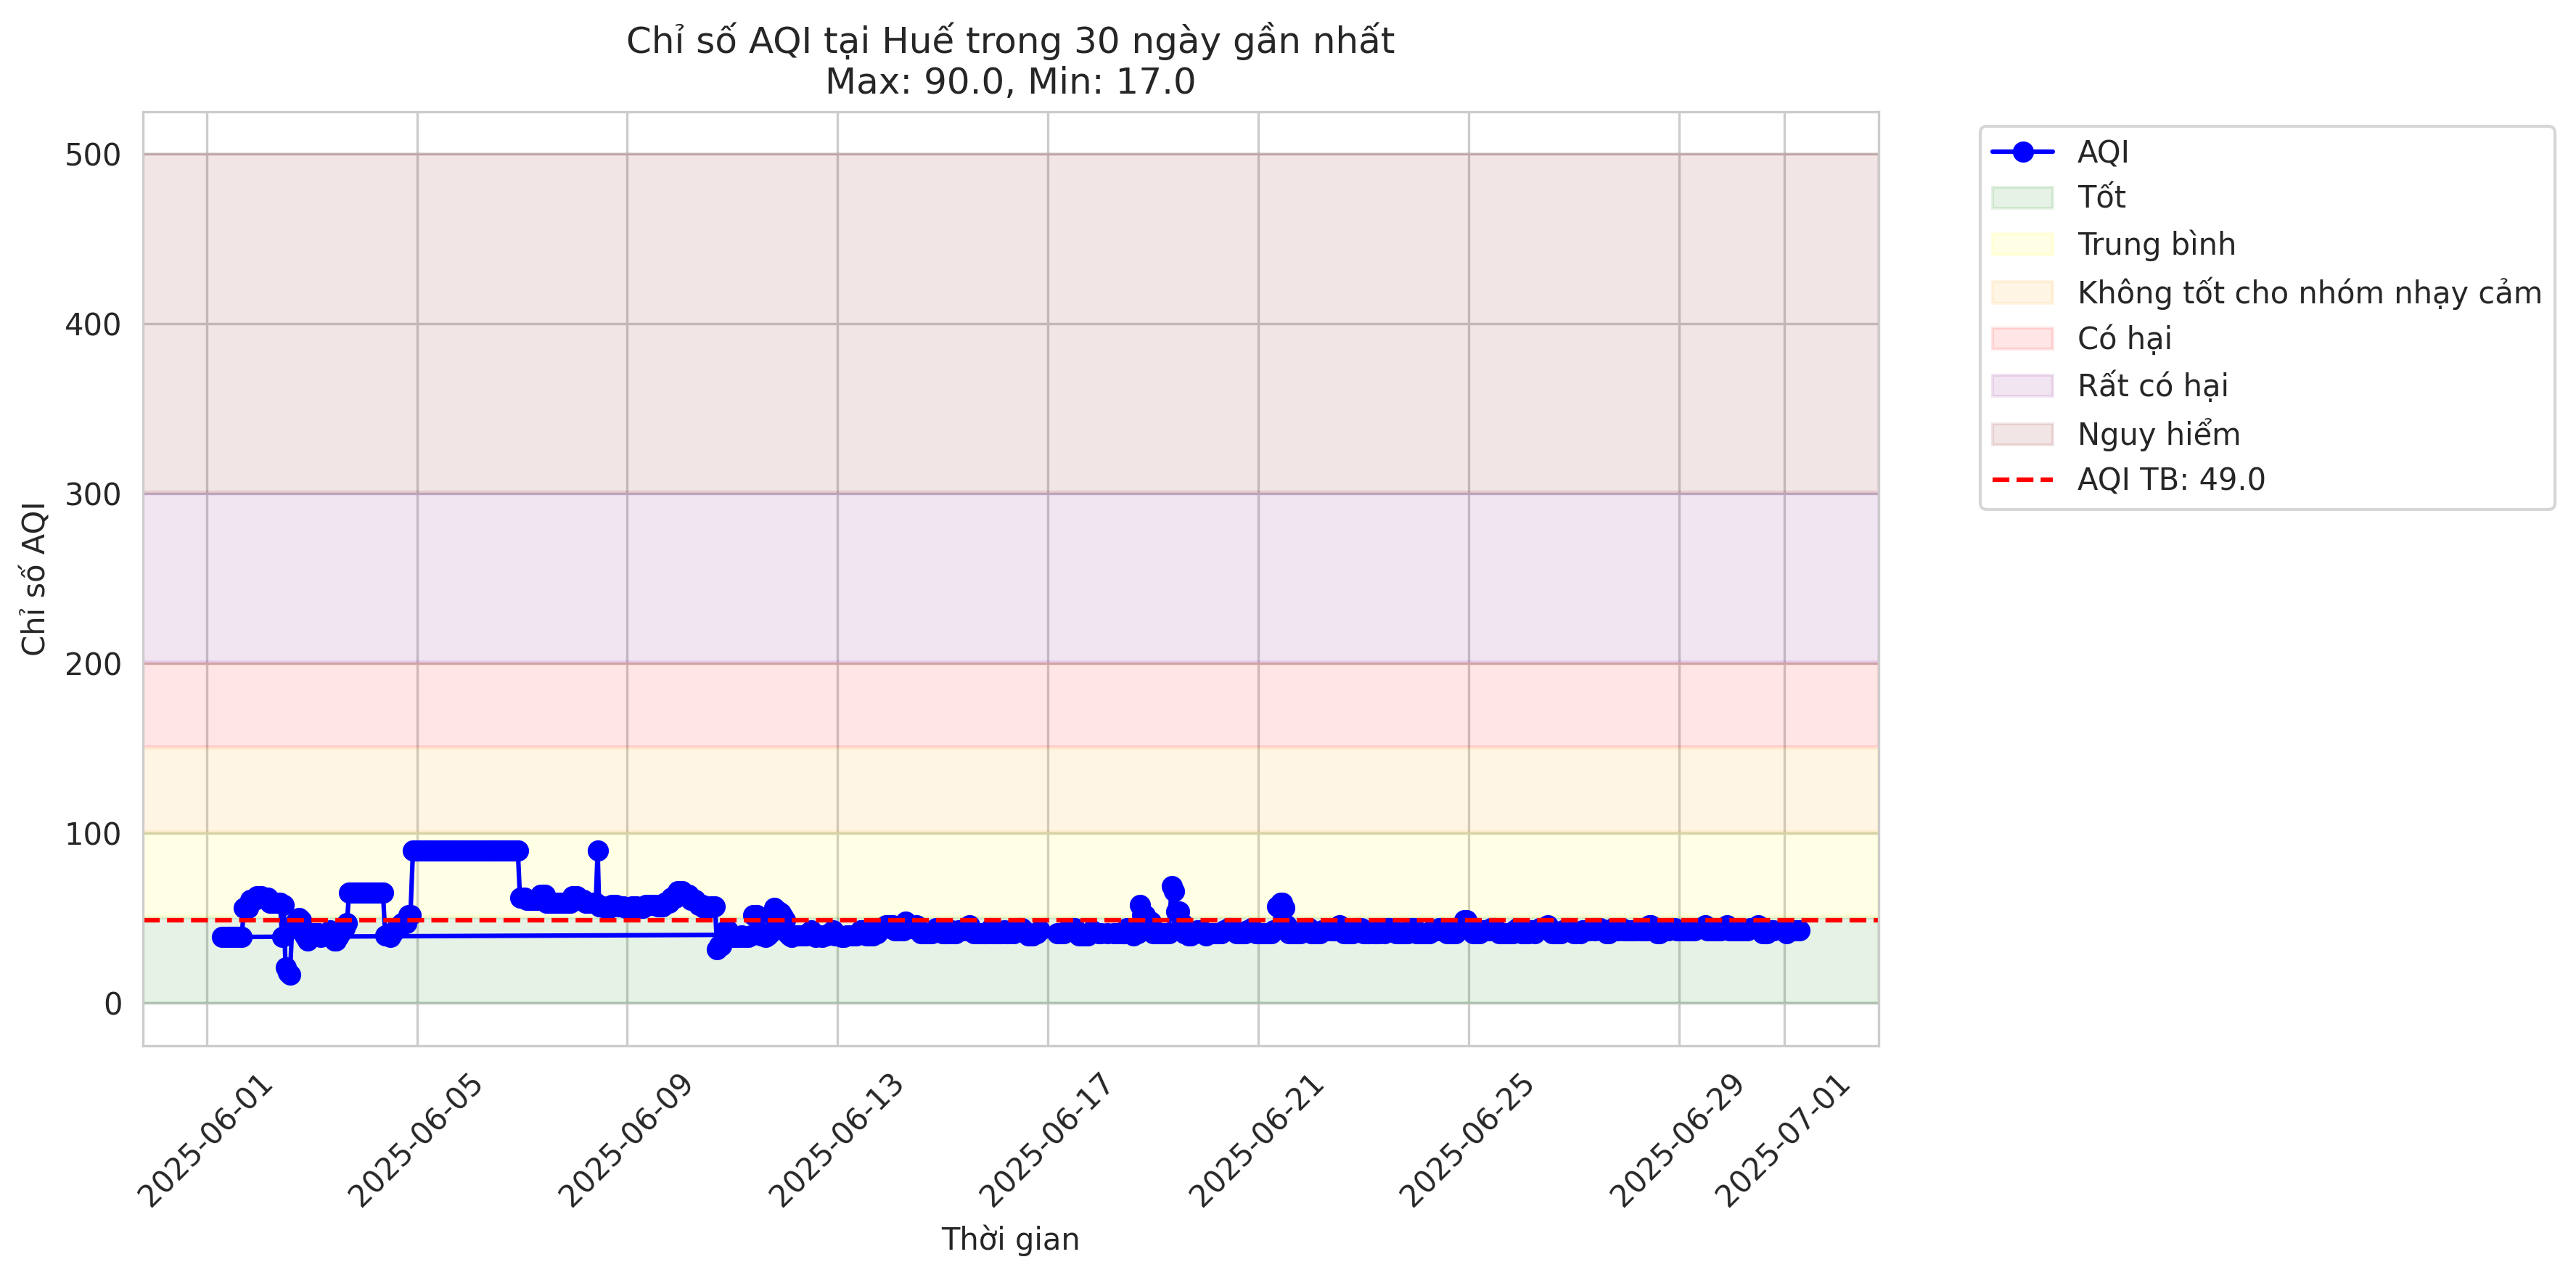 Chỉ số AQI tại Huế trong 30 ngày gần nhất
Max: 90.0, Min: 17.0
Chỉ số AQI
500
400
300
200
100
0
2025-06-01
2025-06-05
2025-06-09
2025-06-13
2025-06-17
2025-06-21
2025-06-25
2025-06-29
2025-07-01
Thời gian
AQI
Tốt
Trung bình
Không tốt cho nhóm nhạy cảm
Có hại
Rất có hại
Nguy hiểm
AQI TB: 49.0